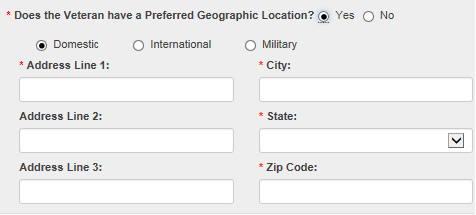 * Does the Veteran have a Preferred Geographic Location? Yes No
Domestic International Military
* Address Line 1: * City:
Address Line 2: * State:
Address Line 3: * Zip Code: